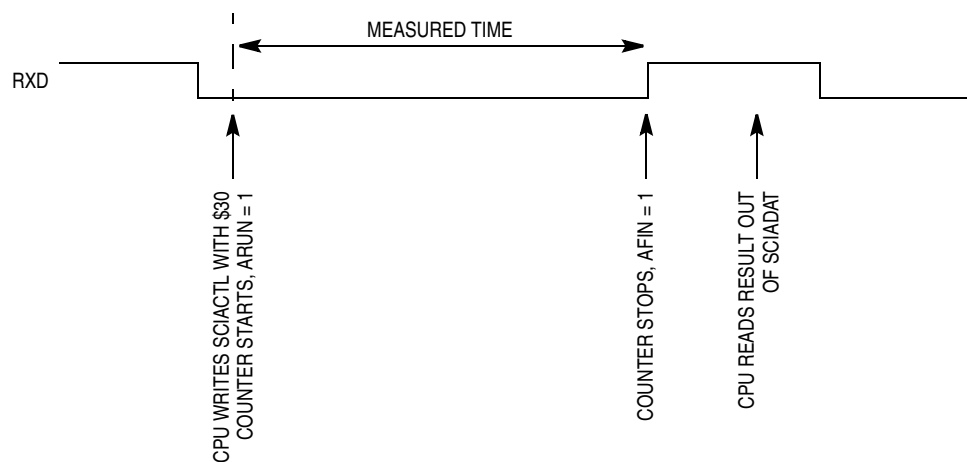 MEASURED TIME
RXD
CPU WRITES SCIACTL WITH $30
COUNTER STARTS, ARUN = 1
COUNTER STOPS, AFIN = 1
CPU READS RESULT OUT
OF SCIADAT